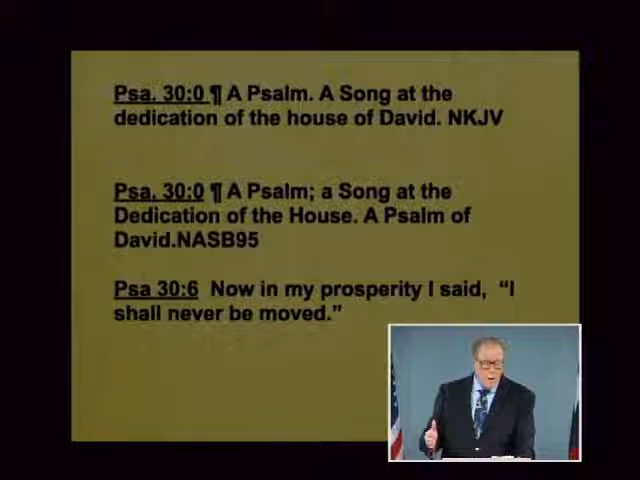 Psa. 30:0 ¶ A Psalm. A Song at the
dedication of the house of David. NKJV
Psa. 30:0 ¶ A Psalm; a Song at the
Dedication of the House. A Psalm of
David.NASB95
Psa 30:6  Now in my prosperity I said,  “I
shall never be moved.”